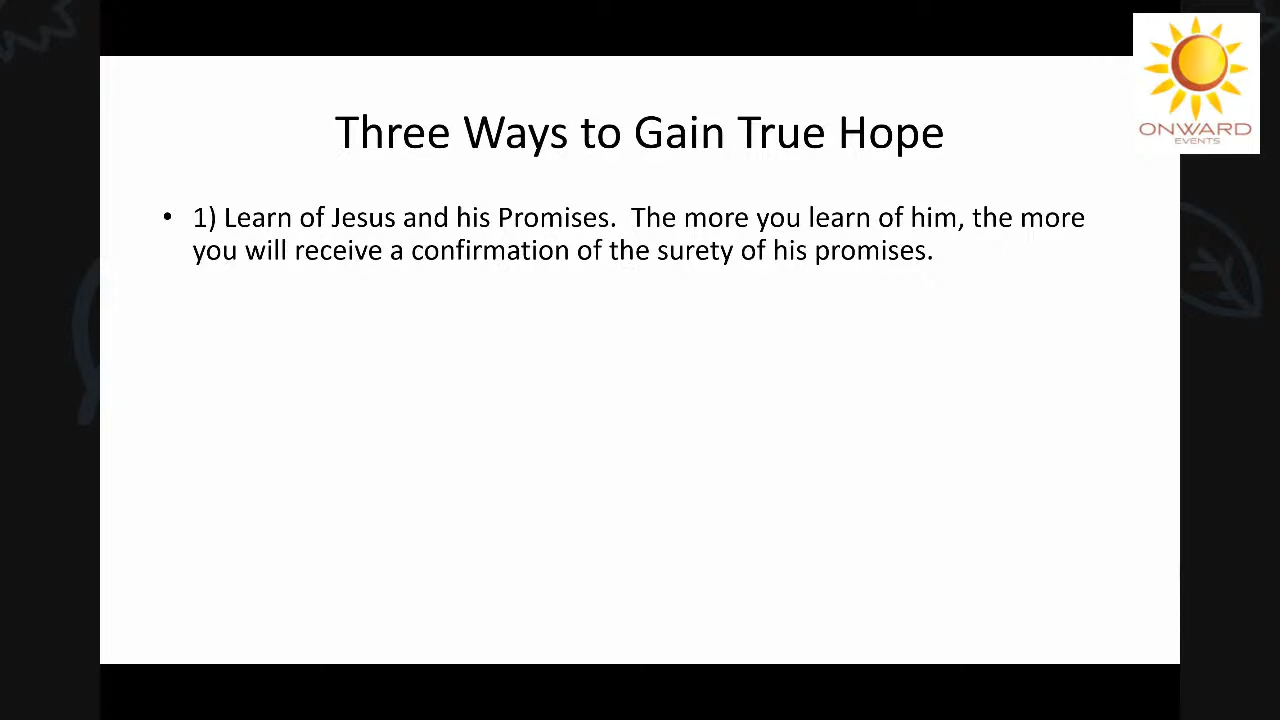 ONWARD
EVENTS
Three Ways to Gain True Hope
• 1) Learn of Jesus and his Promises.  The more you learn of him, the more
you will receive a confirmation of the surety of his promises.